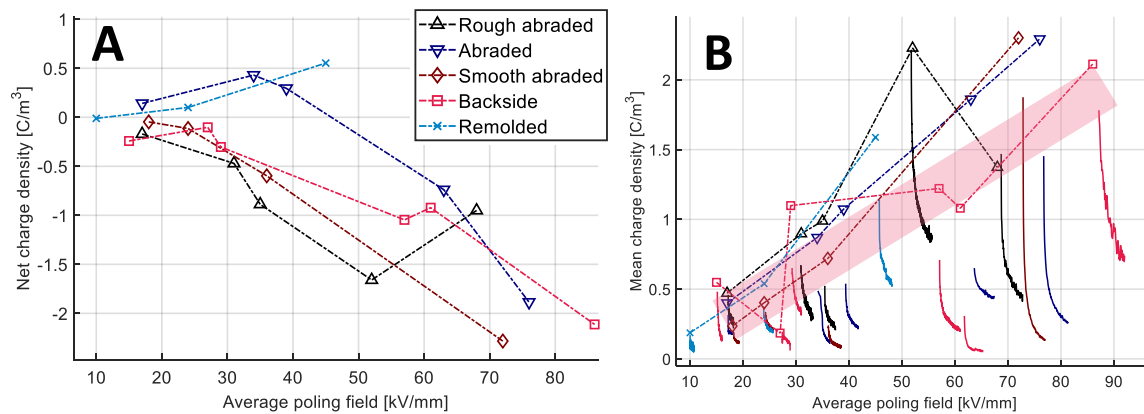 A
Net charge density [C/m³]
1
0.5
0
-0.5
-1
-1.5
-2
10 20 30 40 50 60 70 80
Average poling field [kV/mm]
Rough abraded
Abraded
Smooth abraded
Backside
Remolded
B
Mean charge density [C/m³]
2
1.5
1
0.5
0
10 20 30 40 50 60 70 80 90
Average poling field [kV/mm]